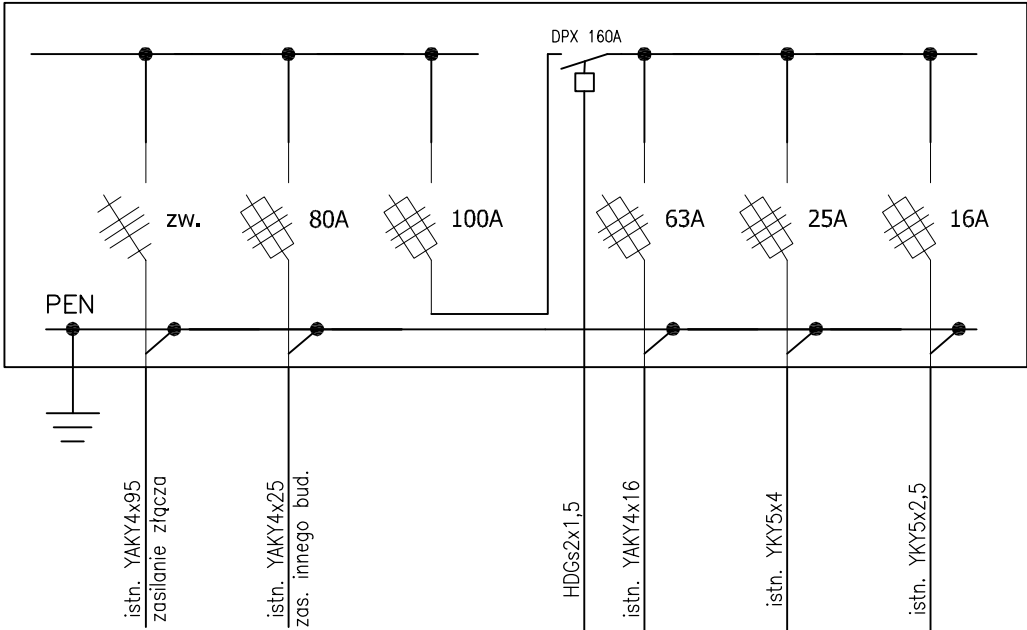 DPX 160A
zw.
80A
100A
63A
25A
16A
PEN
istn. YAKY4x95
zasilanie złącza
istn. YAKY4x25
zas. innego bud.
HDGs2x1,5
istn. YAKY4x16
istn. YKY5x4
istn. YKY5x2,5